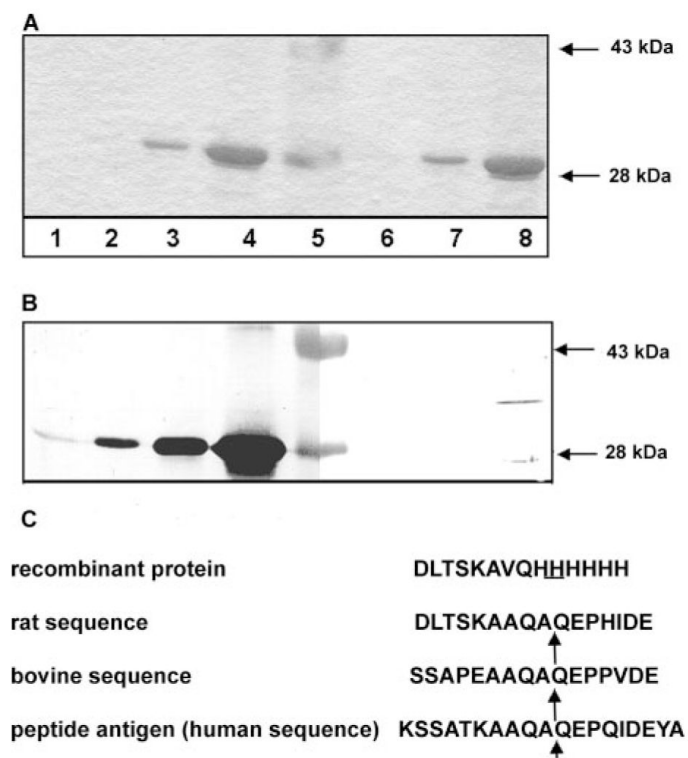 A
43 kDa
28 kDa
1 2 3 4 5 6 7 8
B
43 kDa
28 kDa
C
recombinant protein DLTSKAVQHHHHHH
rat sequence DLTSKAAQAQEPHIDE
bovine sequence SSAPEAAQAQEPPVDE
peptide antigen (human sequence) KSSATKAAQAQEPQIDEYA